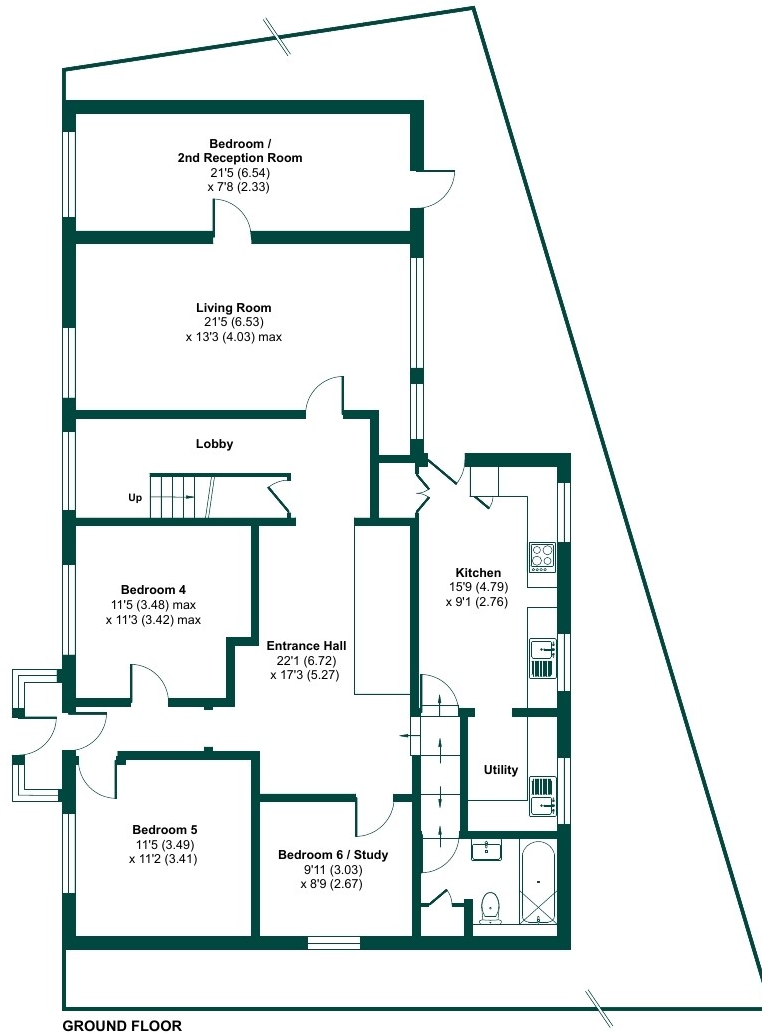 Bedroom /
2nd Reception Room
21'5 (6.54)
x 7'8 (2.33)
Living Room
21'5 (6.53)
x 13'3 (4.03) max
Lobby
Up
Bedroom 4
11'5 (3.48) max
x 11'3 (3.42) max
Kitchen
15'9 (4.79)
x 9'1 (2.76)
Entrance Hall
22'1 (6.72)
x 17'3 (5.27)
Utility
Bedroom 5
11'5 (3.49)
x 11'2 (3.41)
Bedroom 6 / Study
9'11 (3.03)
x 8'9 (2.67)
GROUND FLOOR